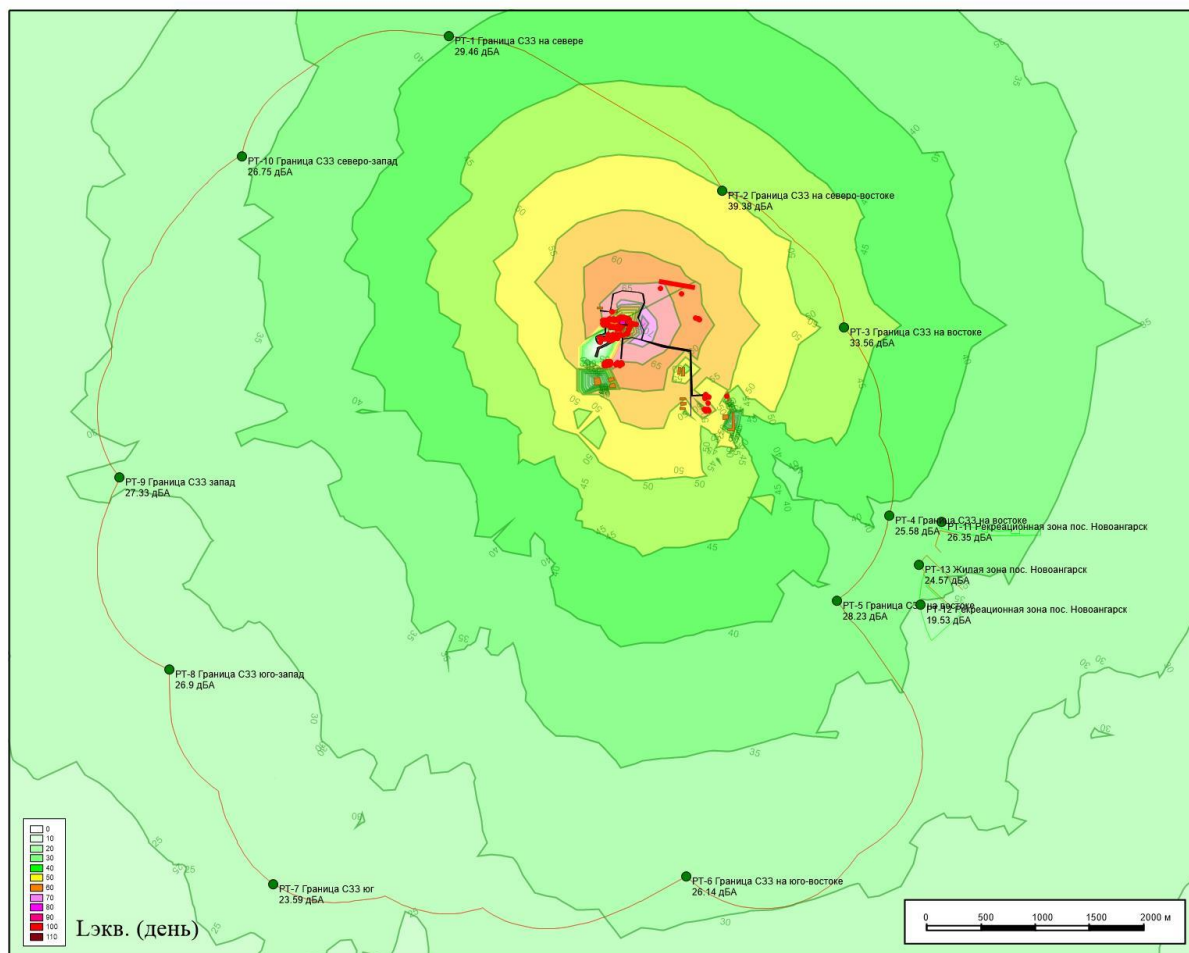 РТ-1 Граница СЗЗ на севере
29.46 дБА
РТ-10 Граница СЗЗ северо-запад
26.75 дБА
РТ-2 Граница СЗЗ на северо-востоке
39.38 дБА
РТ-3 Граница СЗЗ на востоке
33.56 дБА
РТ-9 Граница СЗЗ запад
27.33 дБА
РТ-4 Граница СЗЗ на востоке
25.58 дБА
РТ-11 Рекреационная зона пос. Новоангарск
26.35 дБА
РТ-13 Жилая зона пос. Новоангарск
24.57 дБА
РТ-5 Граница СЗЗ на востоке
28.23 дБА
РТ-12 Рекреационная зона пос. Новоангарск
19.53 дБА
РТ-8 Граница СЗЗ юго-запад
26.9 дБА
РТ-7 Граница СЗЗ юг
23.59 дБА
РТ-6 Граница СЗЗ на юго-востоке
26.14 дБА
0
10
20
30
40
50
60
70
80
90
100
110
Lэкв. (день)
0 500 1000 1500 2000 м